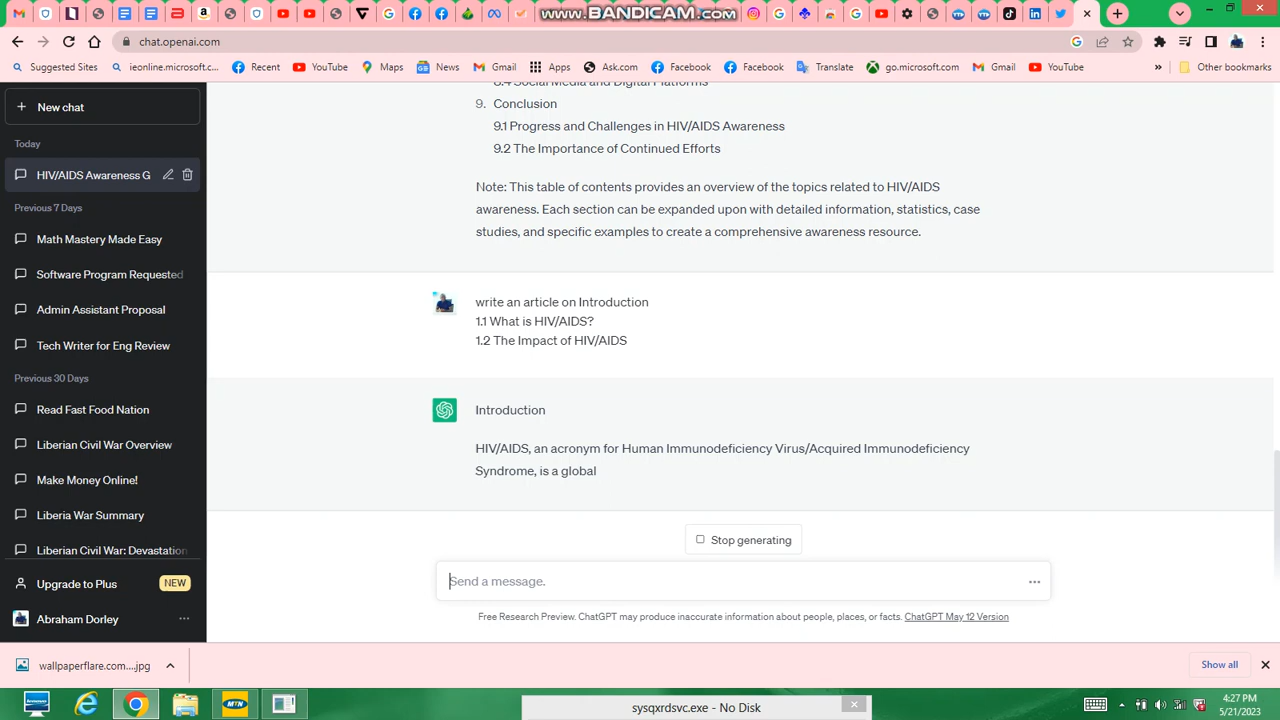 www.BANDICAM.com
chat.openai.com
Suggested Sites
ieonline.microsoft.c...
Recent
YouTube
Maps
News
Gmail
Apps
Ask.com
Facebook
Facebook
Translate
go.microsoft.com
Gmail
YouTube
»
Other bookmarks
+ New chat
Today
HIV/AIDS Awareness G
Previous 7 Days
Math Mastery Made Easy
Software Program Requested
Admin Assistant Proposal
Tech Writer for Eng Review
Previous 30 Days
Read Fast Food Nation
Liberian Civil War Overview
Make Money Online!
Liberia War Summary
Liberian Civil War: Devastation
Upgrade to Plus
NEW
Abraham Dorley
8.4 Social Media and Digital Platforms
9. Conclusion
9.1 Progress and Challenges in HIV/AIDS Awareness
9.2 The Importance of Continued Efforts
Note: This table of contents provides an overview of the topics related to HIV/AIDS
awareness. Each section can be expanded upon with detailed information, statistics, case
studies, and specific examples to create a comprehensive awareness resource.
write an article on Introduction
1.1 What is HIV/AIDS?
1.2 The Impact of HIV/AIDS
Introduction
HIV/AIDS, an acronym for Human Immunodeficiency Virus/Acquired Immunodeficiency
Syndrome, is a global
Stop generating
Send a message.
Free Research Preview. ChatGPT may produce inaccurate information about people, places, or facts. ChatGPT May 12 Version
wallpaperflare.com....jpg
Show all
MTN
sysqxrdsvc.exe - No Disk
4:27 PM
5/21/2023